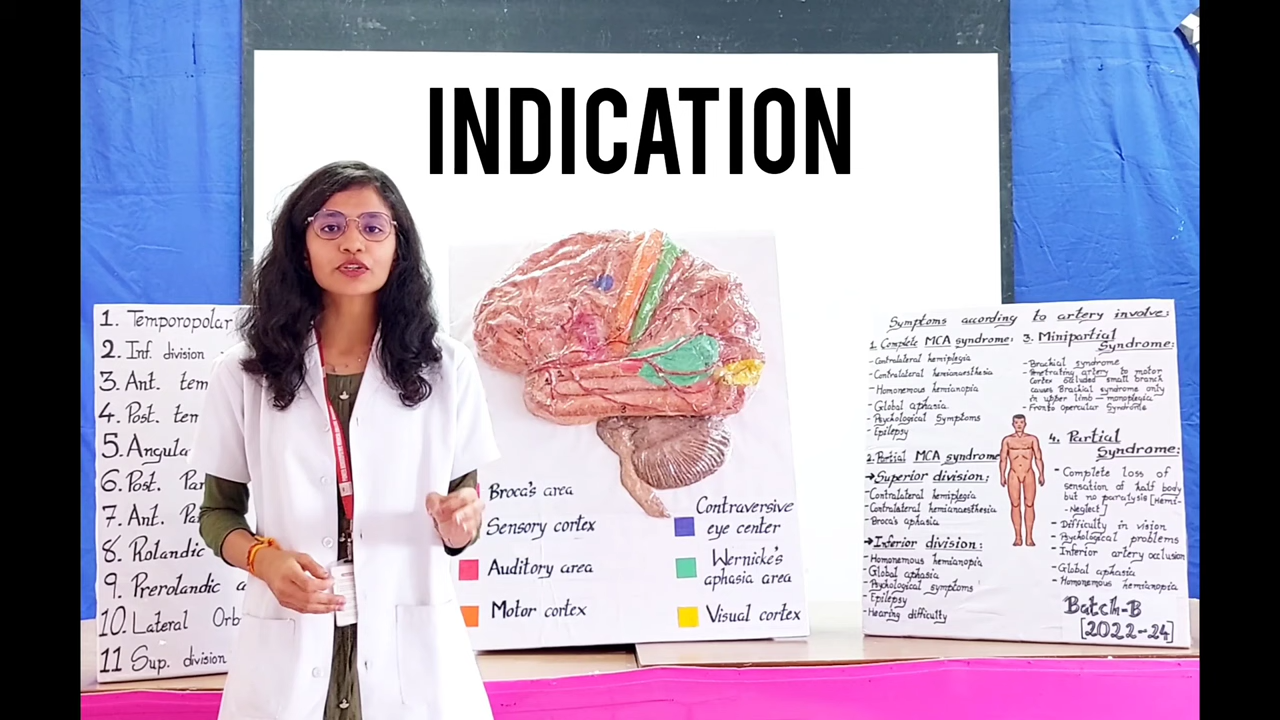 INDICATION
1. Temporopolar
2. Inf. division
3. Ant. tem
4. Post. tem
5. Angula
6. Post. Par
7. Ant. Pa
8. Rolandic
9. Prerolandic a
10. Lateral Orb
11 Sup. division
Broca's area
Sensory cortex
Auditory area
Motor cortex
Contraversive
eye center
Wernicke's
aphasia area
Visual cortex
Symptoms according to artery involve:
1. Complete MCA syndrome:
- Contralateral hemiplegia
- Contralateral hemianaesthesia
- Homonemous hemianopia
- Global aphasia
- Psychological Symptoms
- Epilepsy
2. Partial MCA syndrome
→Superior division:
- Contralateral hemiplegia
- Contralateral hemianaesthesia
- Broca's aphasia
→Inferior division:
- Homonemous hemianopia
- Global aphasia
- Psychological symptoms
- Epilepsy
- Hearing difficulty
3. Minipartial
Syndrome:
- Brachial syndrome
- Penetrating artery to motor
cortex occluded small branch
causes Brachial syndrome only
in upper limb - monoplegia
- Fronto opercular Syndrome
4. Partial
Syndrome:
- Complete loss of
sensation of half body
but no paralysis [Hemi-
-Neglect]
- Difficulty in vision
- Psychological problems
- Inferior artery occlusion
- Global aphasia
- Homonemous hemianopia
Batch-B
[2022-24]